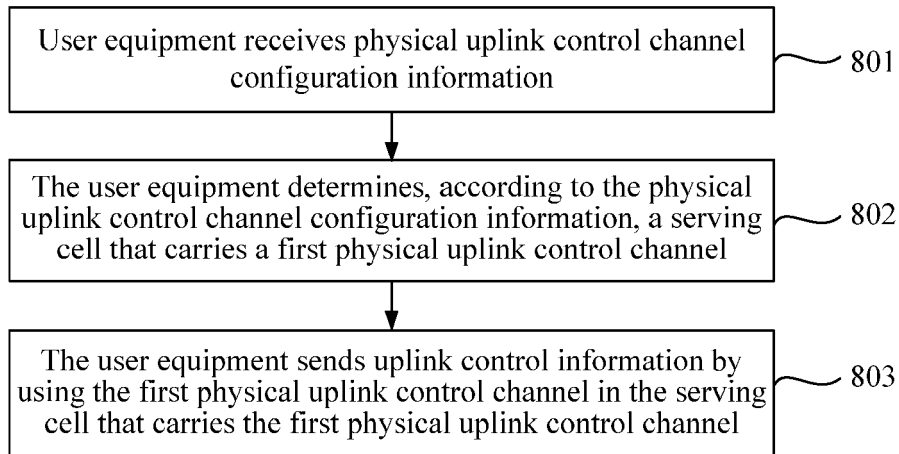 User equipment receives physical uplink control channel
configuration information
801
The user equipment determines, according to the physical
uplink control channel configuration information, a serving
cell that carries a first physical uplink control channel
802
The user equipment sends uplink control information by
using the first physical uplink control channel in the serving
cell that carries the first physical uplink control channel
803